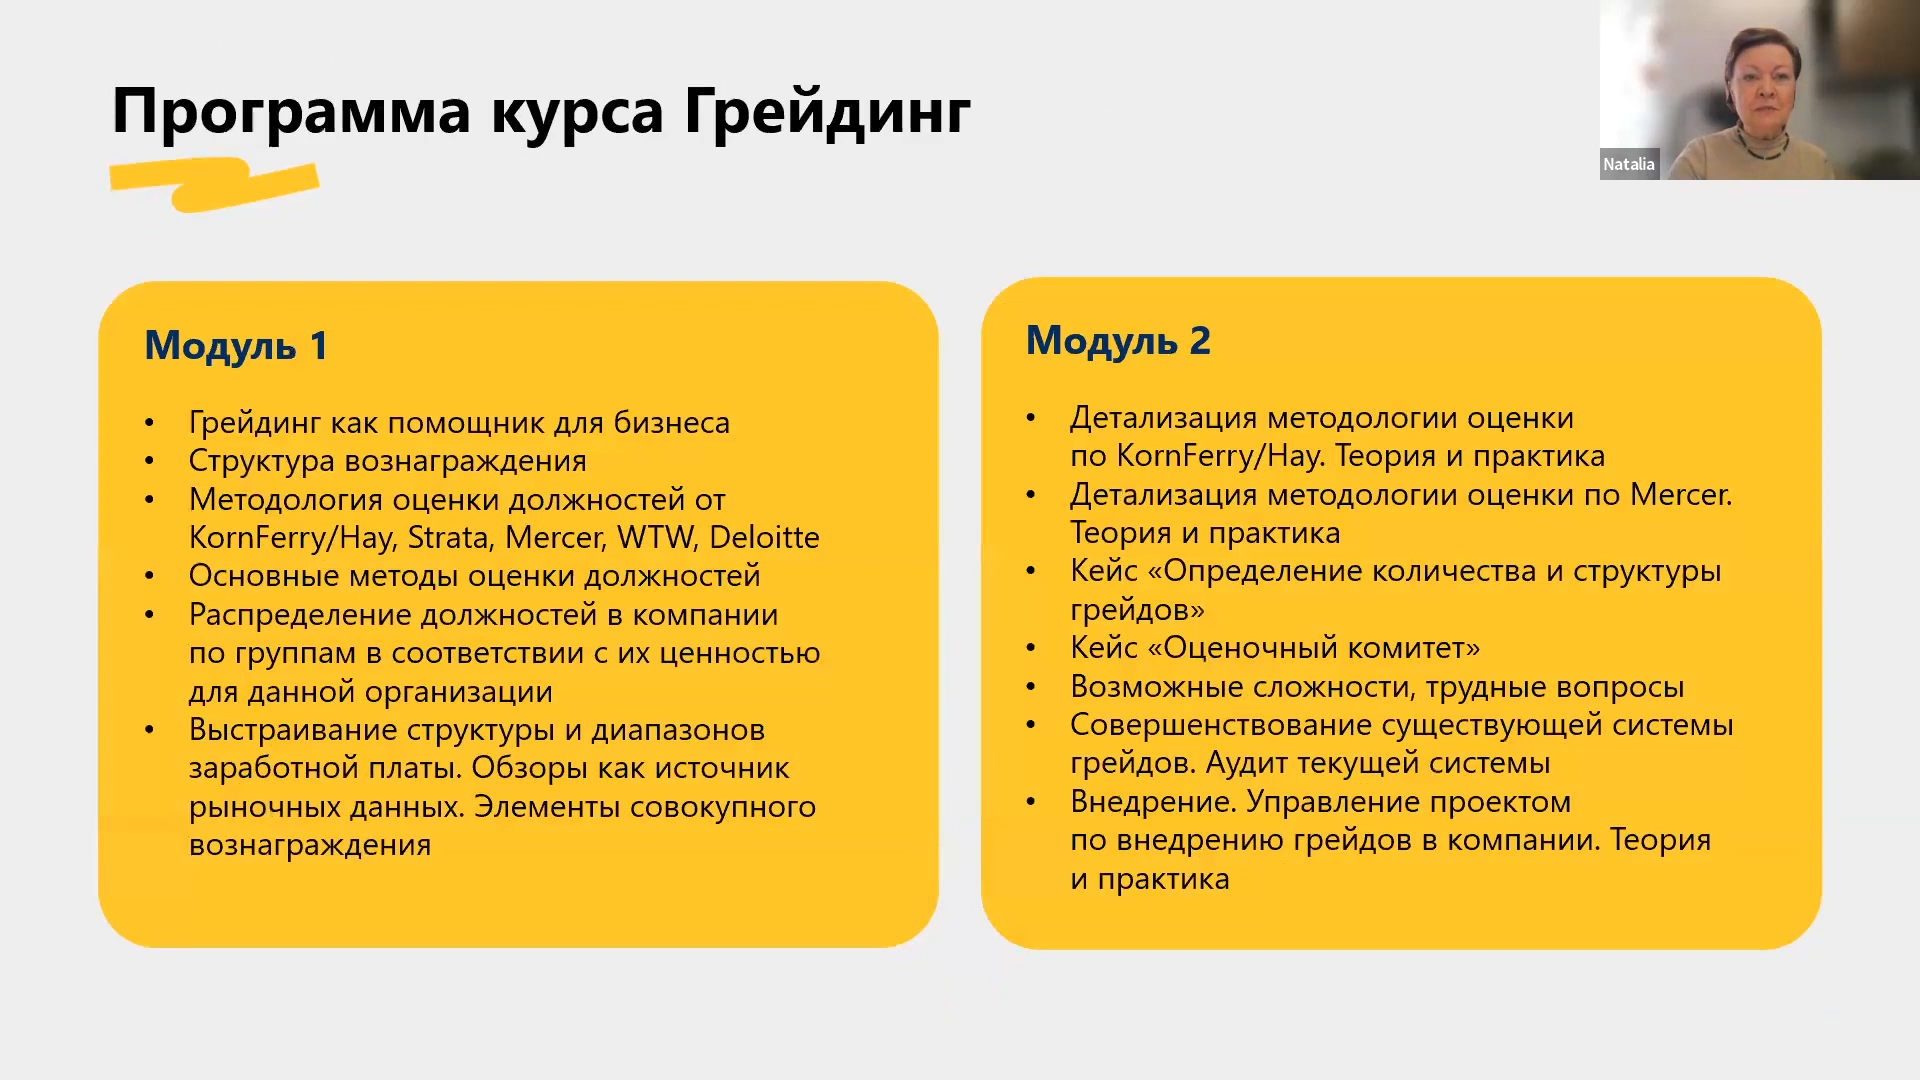 Программа курса Грейдинг
Natalia
Модуль 1
• Грейдинг как помощник для бизнеса
• Структура вознаграждения
• Методология оценки должностей от
KornFerry/Hay, Strata, Mercer, WTW, Deloitte
• Основные методы оценки должностей
• Распределение должностей в компании
по группам в соответствии с их ценностью
для данной организации
• Выстраивание структуры и диапазонов
заработной платы. Обзоры как источник
рыночных данных. Элементы совокупного
вознаграждения
Модуль 2
• Детализация методологии оценки
по KornFerry/Hay. Теория и практика
• Детализация методологии оценки по Mercer.
Теория и практика
• Кейс «Определение количества и структуры
грейдов»
• Кейс «Оценочный комитет»
• Возможные сложности, трудные вопросы
• Совершенствование существующей системы
грейдов. Аудит текущей системы
• Внедрение. Управление проектом
по внедрению грейдов в компании. Теория
и практика